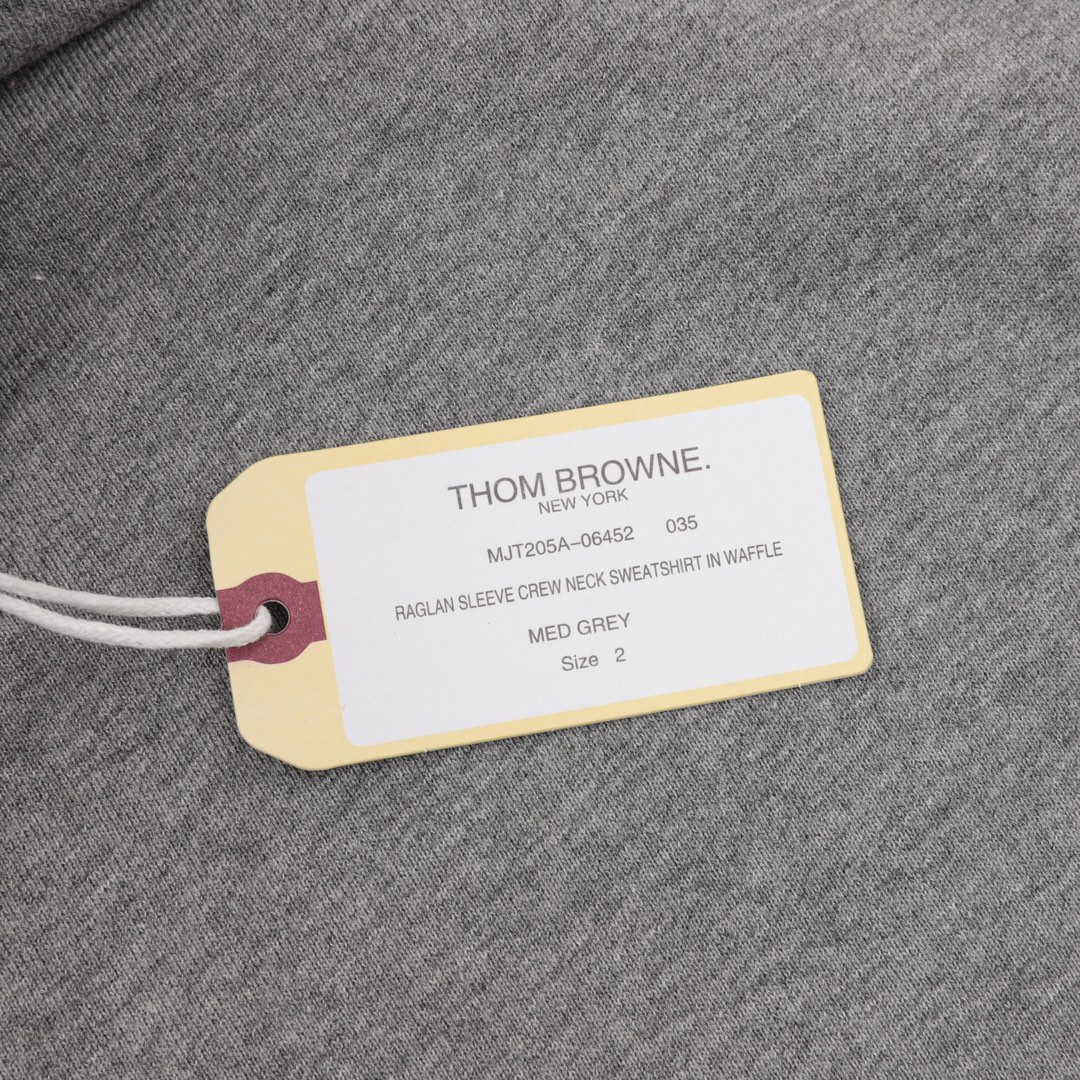 THOM BROWNE.
NEW YORK
MJT205A-06452 035
RAGLAN SLEEVE CREW NECK SWEATSHIRT IN WAFFLE
MED GREY
Size 2